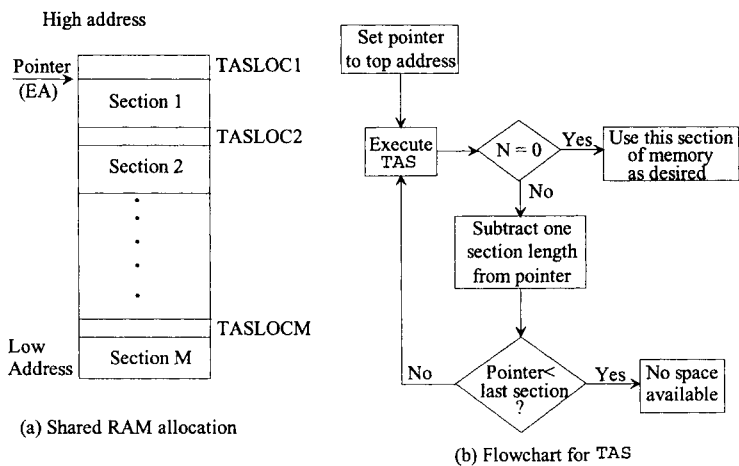 High address
Pointer
(EA)
TASLOC1
Section 1
TASLOC2
Section 2
TASLOCM
Low
Address
Section M
(a) Shared RAM allocation
Set pointer
to top address
Execute
TAS
N = 0
Yes
Use this section
of memory
as desired
No
Subtract one
section length
from pointer
Pointer<
last section
?
No
Yes
No space
available
(b) Flowchart for TAS